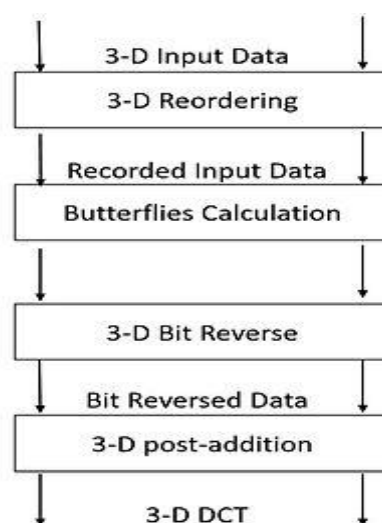 3-D Input Data
3-D Reordering
Recorded Input Data
Butterflies Calculation
3-D Bit Reverse
Bit Reversed Data
3-D post-addition
3-D DCT